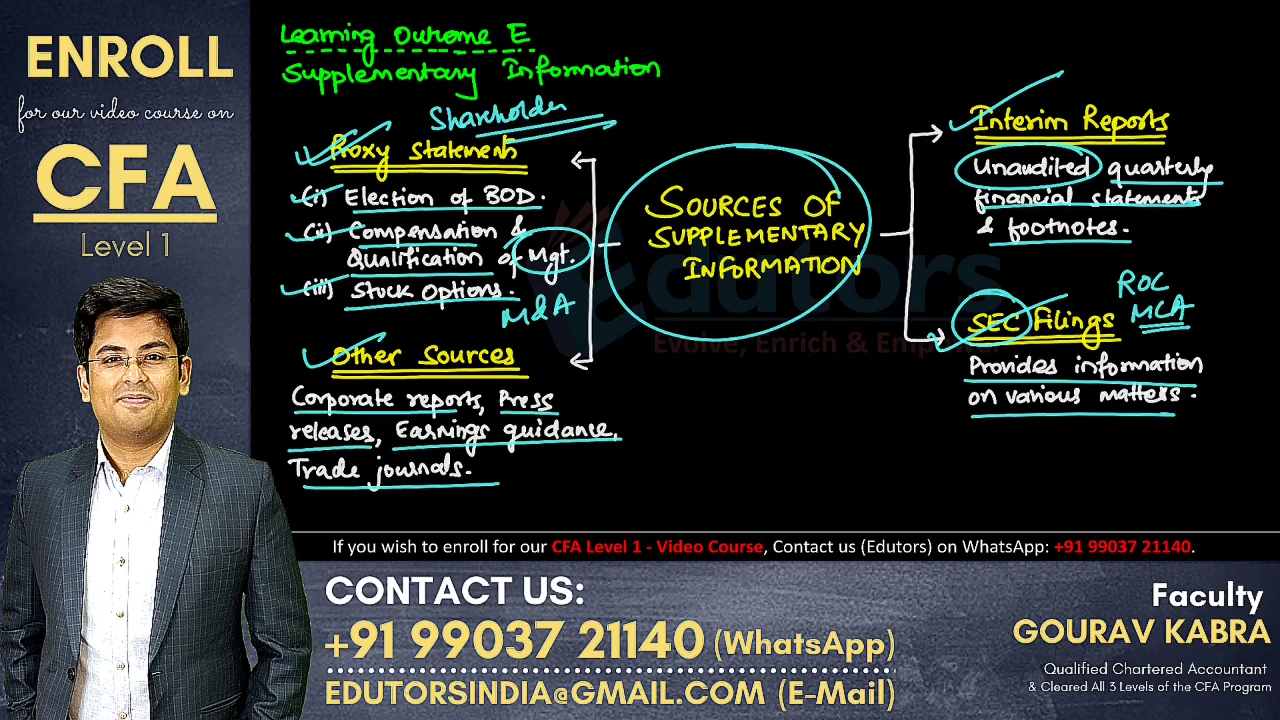 ENROLL
for our video course on
CFA
Level 1
Learning Outcome E
Supplementary Information
Shareholder
Proxy Statement
(i) Election of BOD.
(ii) Compensation &
Qualification of Mgt.
(iii) Stock Options.
M&A
Other Sources
Corporate reports, Press
releases, Earnings guidance,
Trade journals.
SOURCES OF
SUPPLEMENTARY
INFORMATION
Edutors
Evolve, Enrich & Empower
Interim Reports
Unaudited quarterly
financial statements
& footnotes.
ROC
MCA
SEC Filings
Provides information
on various matters.
If you wish to enroll for our CFA Level 1 - Video Course, Contact us (Edutors) on WhatsApp: +91 99037 21140.
CONTACT US:
+91 99037 21140 (WhatsApp)
EDUTORSINDIA@GMAIL.COM (E-Mail)
Faculty
GOURAV KABRA
Qualified Chartered Accountant
& Cleared All 3 Levels of the CFA Program